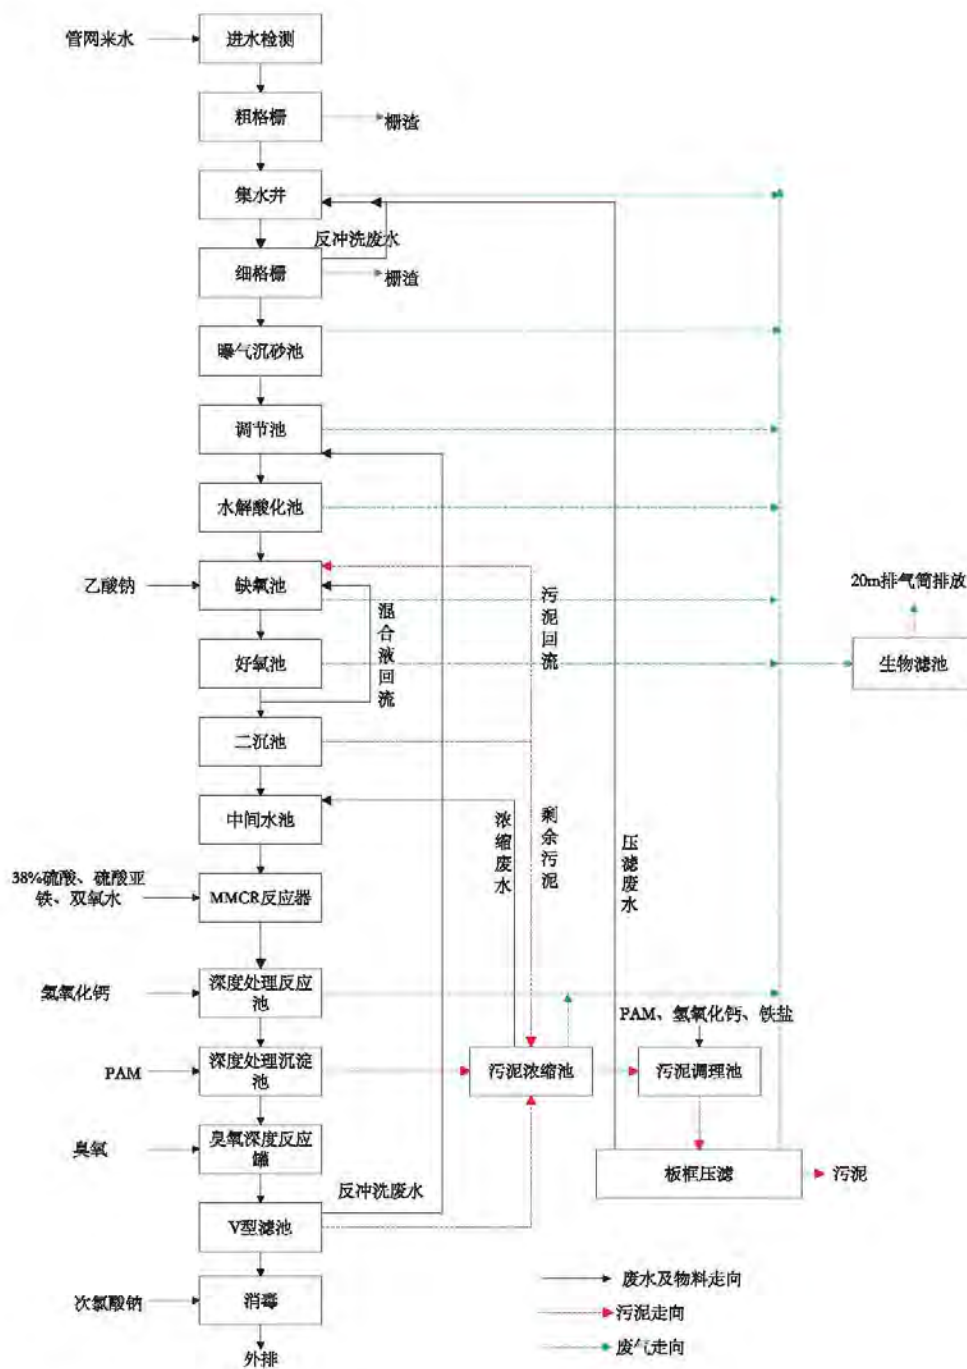 管网来水
进水检测
粗格栅
栅渣
集水井
反冲洗废水
细格栅
栅渣
曝气沉砂池
调节池
水解酸化池
乙酸钠
缺氧池
混合液回流
污泥回流
20m排气筒排放
好氧池
生物滤池
二沉池
中间水池
浓缩废水
剩余污泥
压滤废水
38%硫酸、硫酸亚
铁、双氧水
MMCR反应器
氢氧化钙
深度处理反应
池
PAM、氢氧化钙、铁盐
PAM
深度处理沉淀
池
污泥浓缩池
污泥调理池
臭氧
臭氧深度反应
罐
板框压滤
污泥
反冲洗废水
V型滤池
次氯酸钠
消毒
外排
废水及物料走向
污泥走向
废气走向